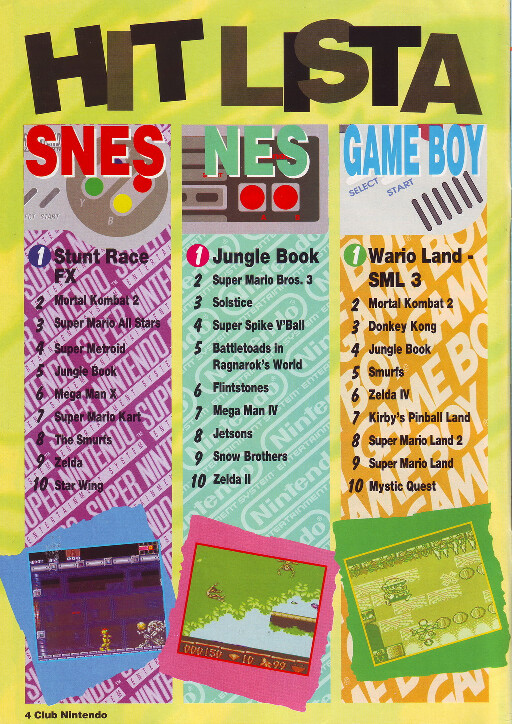 HIT LISTA
SNES
START
Y
B
1 Stunt Race
FX
2 Mortal Kombat 2
3 Super Mario All Stars
4 Super Metroid
5 Jungle Book
6 Mega Man X
7 Super Mario Kart
8 The Smurfs
9 Zelda
10 Star Wing
NES
1 Jungle Book
2 Super Mario Bros. 3
3 Solstice
4 Super Spike V'Ball
5 Battletoads in
Ragnarok's World
6 Flintstones
7 Mega Man IV
8 Jetsons
9 Snow Brothers
10 Zelda II
GAME BOY
SELECT START
1 Wario Land -
SML 3
2 Mortal Kombat 2
3 Donkey Kong
4 Jungle Book
5 Smurfs
6 Zelda IV
7 Kirby's Pinball Land
8 Super Mario Land 2
9 Super Mario Land
10 Mystic Quest
4 Club Nintendo